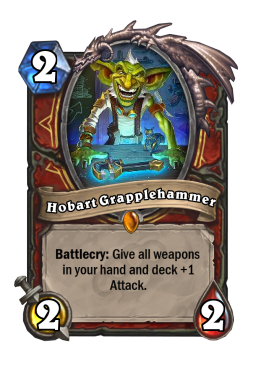 2
Hobart Grapplehammer
Battlecry: Give all weapons
in your hand and deck +1
Attack.
2
2